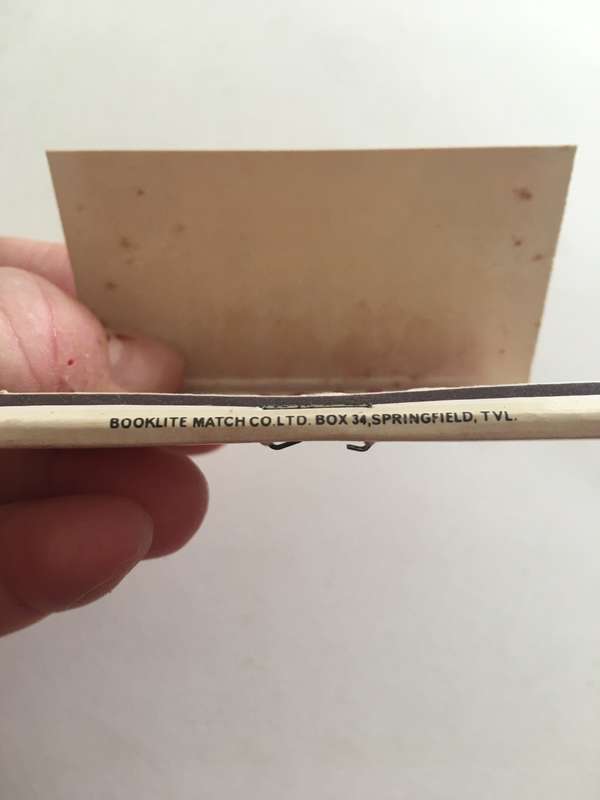 BOOKLITE MATCH CO. LTD. BOX 34, SPRINGFIELD, TVL.